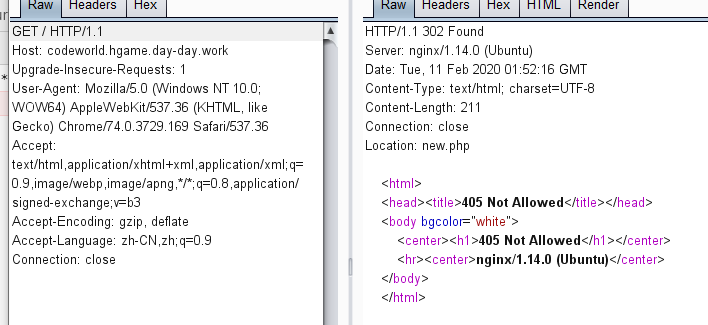 Raw Headers Hex
GET / HTTP/1.1
Host: codeworld.hgame.day-day.work
Upgrade-Insecure-Requests: 1
User-Agent: Mozilla/5.0 (Windows NT 10.0;
WOW64) AppleWebKit/537.36 (KHTML, like
Gecko) Chrome/74.0.3729.169 Safari/537.36
Accept:
text/html,application/xhtml+xml,application/xml;q=
0.9,image/webp,image/apng,*/*;q=0.8,application/
signed-exchange;v=b3
Accept-Encoding: gzip, deflate
Accept-Language: zh-CN,zh;q=0.9
Connection: close
Raw Headers Hex HTML Render
HTTP/1.1 302 Found
Server: nginx/1.14.0 (Ubuntu)
Date: Tue, 11 Feb 2020 01:52:16 GMT
Content-Type: text/html; charset=UTF-8
Content-Length: 211
Connection: close
Location: new.php
<html>
<head><title>405 Not Allowed</title></head>
<body bgcolor="white">
<center><h1>405 Not Allowed</h1></center>
<hr><center>nginx/1.14.0 (Ubuntu)</center>
</body>
</html>